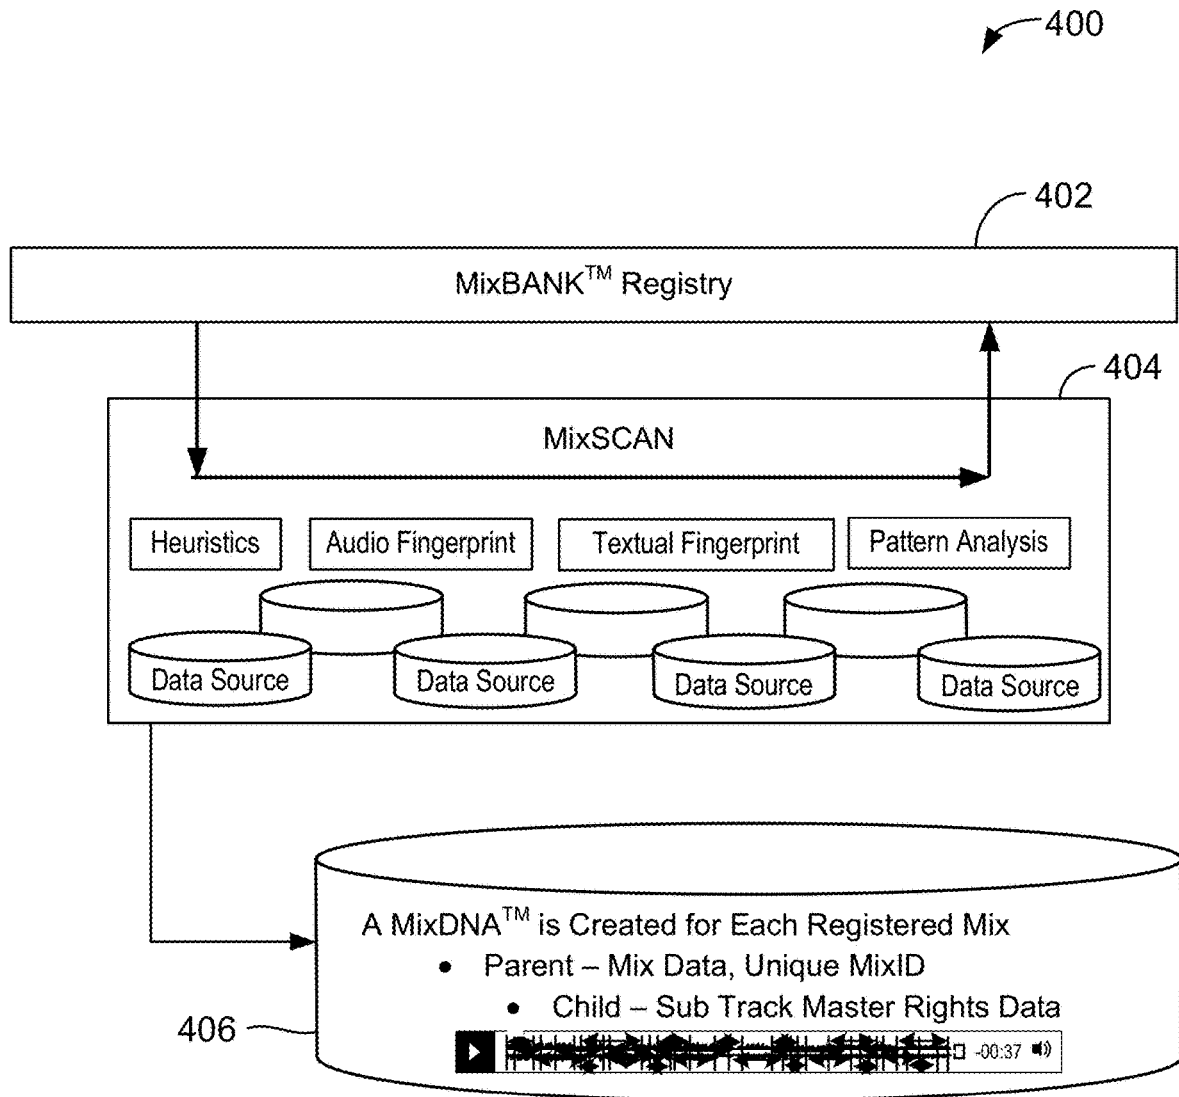 400
402
MixBANK™ Registry
404
MixSCAN
Heuristics
Audio Fingerprint
Textual Fingerprint
Pattern Analysis
Data Source
Data Source
Data Source
Data Source
A MixDNA™ is Created for Each Registered Mix
• Parent – Mix Data, Unique MixID
• Child – Sub Track Master Rights Data
406
-00:37